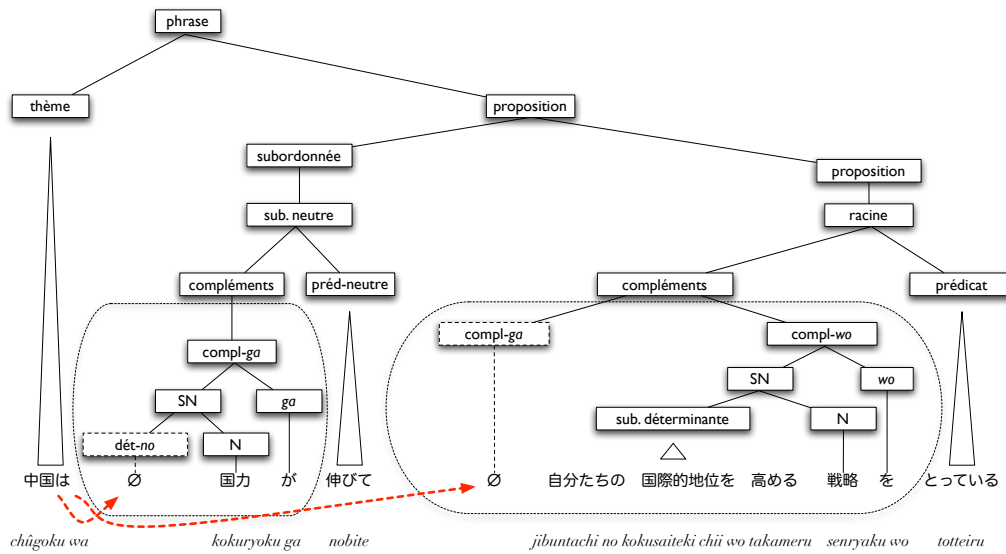 phrase
thème
proposition
subordonnée
proposition
sub. neutre
racine
compléments
préd-neutre
compléments
prédicat
compl-ga
compl-wo
compl-ga
SN
ga
SN
wo
dét-no
N
sub. déterminante
N
中国は Ø 国力 が 伸びて Ø 自分たちの 国際的地位を 高める 戦略 を とっている
chûgoku wa kokuryoku ga nobite jibuntachi no kokusaiteki chii wo takameru senryaku wo totteiru